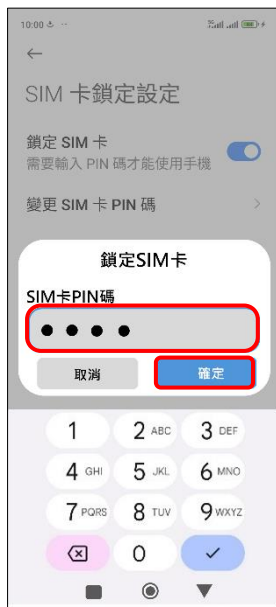 10:00
SIM 卡鎖定設定
鎖定 SIM 卡
需要輸入 PIN 碼才能使用手機
變更 SIM 卡 PIN 碼
鎖定SIM卡
SIM卡PIN碼
取消
確定
1
2 ABC
3 DEF
4 GHI
5 JKL
6 MNO
7 PQRS
8 TUV
9 WXYZ
0